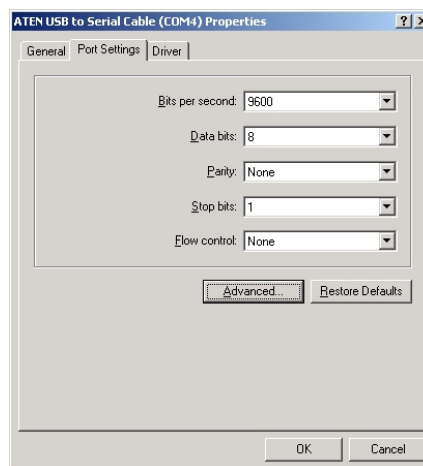 ATEN USB to Serial Cable (COM4) Properties
General Port Settings Driver
Bits per second: 9600
Data bits: 8
Parity: None
Stop bits: 1
Flow control: None
Advanced... Restore Defaults
OK Cancel